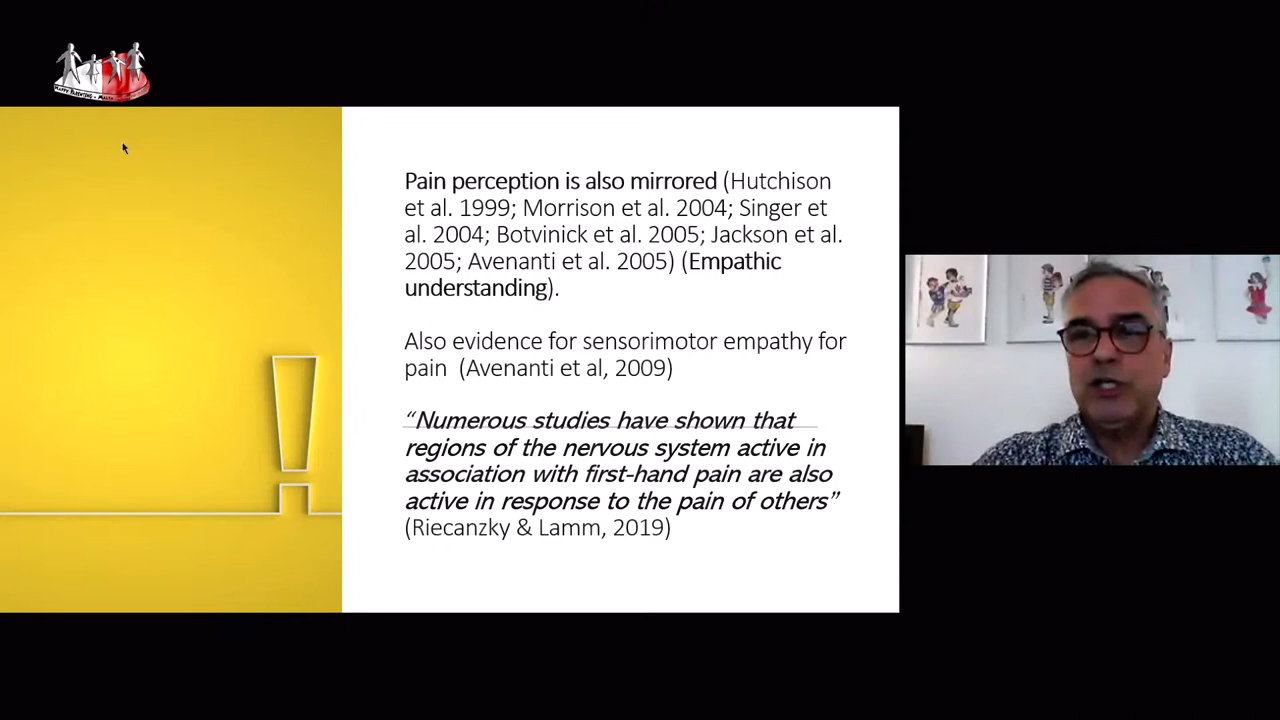 HAPPY PARENTING - MALTA
Pain perception is also mirrored (Hutchison
et al. 1999; Morrison et al. 2004; Singer et
al. 2004; Botvinick et al. 2005; Jackson et al.
2005; Avenanti et al. 2005) (Empathic
understanding).
Also evidence for sensorimotor empathy for
pain (Avenanti et al, 2009)
“Numerous studies have shown that
regions of the nervous system active in
association with first-hand pain are also
active in response to the pain of others”
(Riecanzky & Lamm, 2019)